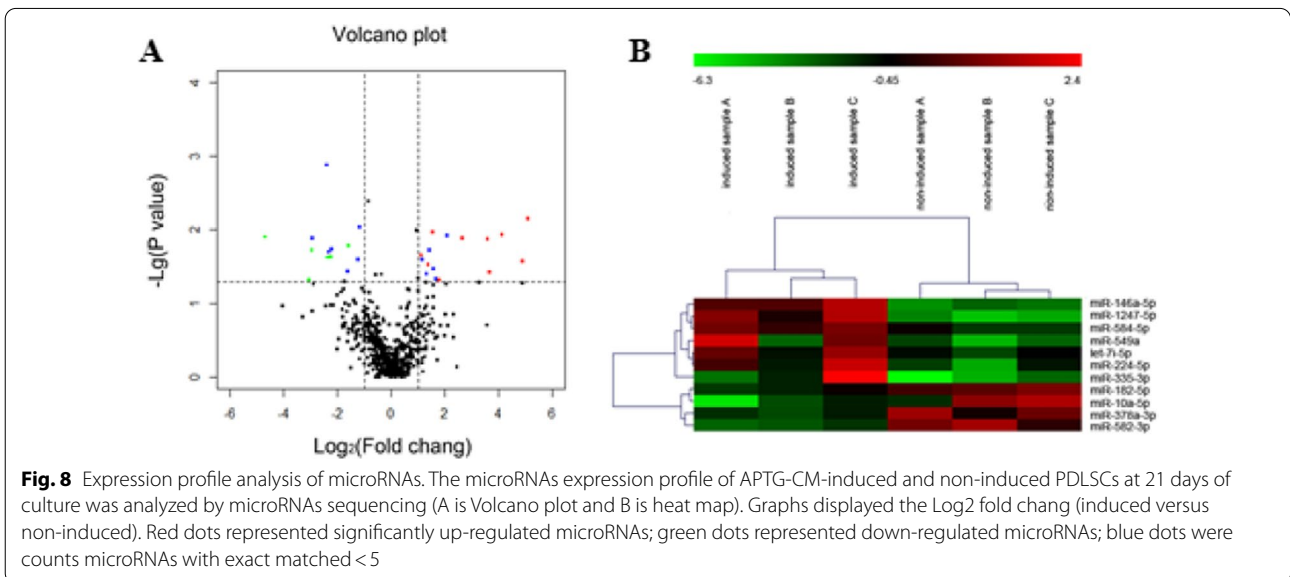 A
Volcano plot
4
3
2
1
0
-Lg(P value)
-6
-4
-2
0
2
4
6
Log2(Fold chang)
B
-6.3
-0.45
2.4
induced sample A
induced sample B
induced sample C
non-induced sample A
non-induced sample B
non-induced sample C
miR-146a-5p
miR-1247-5p
miR-584-5p
miR-549a
let-7i-5p
miR-224-5p
miR-335-3p
miR-182-5p
miR-10a-5p
miR-378a-3p
miR-582-3p
Fig. 8 Expression profile analysis of microRNAs. The microRNAs expression profile of APTG-CM-induced and non-induced PDLSCs at 21 days of
culture was analyzed by microRNAs sequencing (A is Volcano plot and B is heat map). Graphs displayed the Log2 fold chang (induced versus
non-induced). Red dots represented significantly up-regulated microRNAs; green dots represented down-regulated microRNAs; blue dots were
counts microRNAs with exact matched < 5